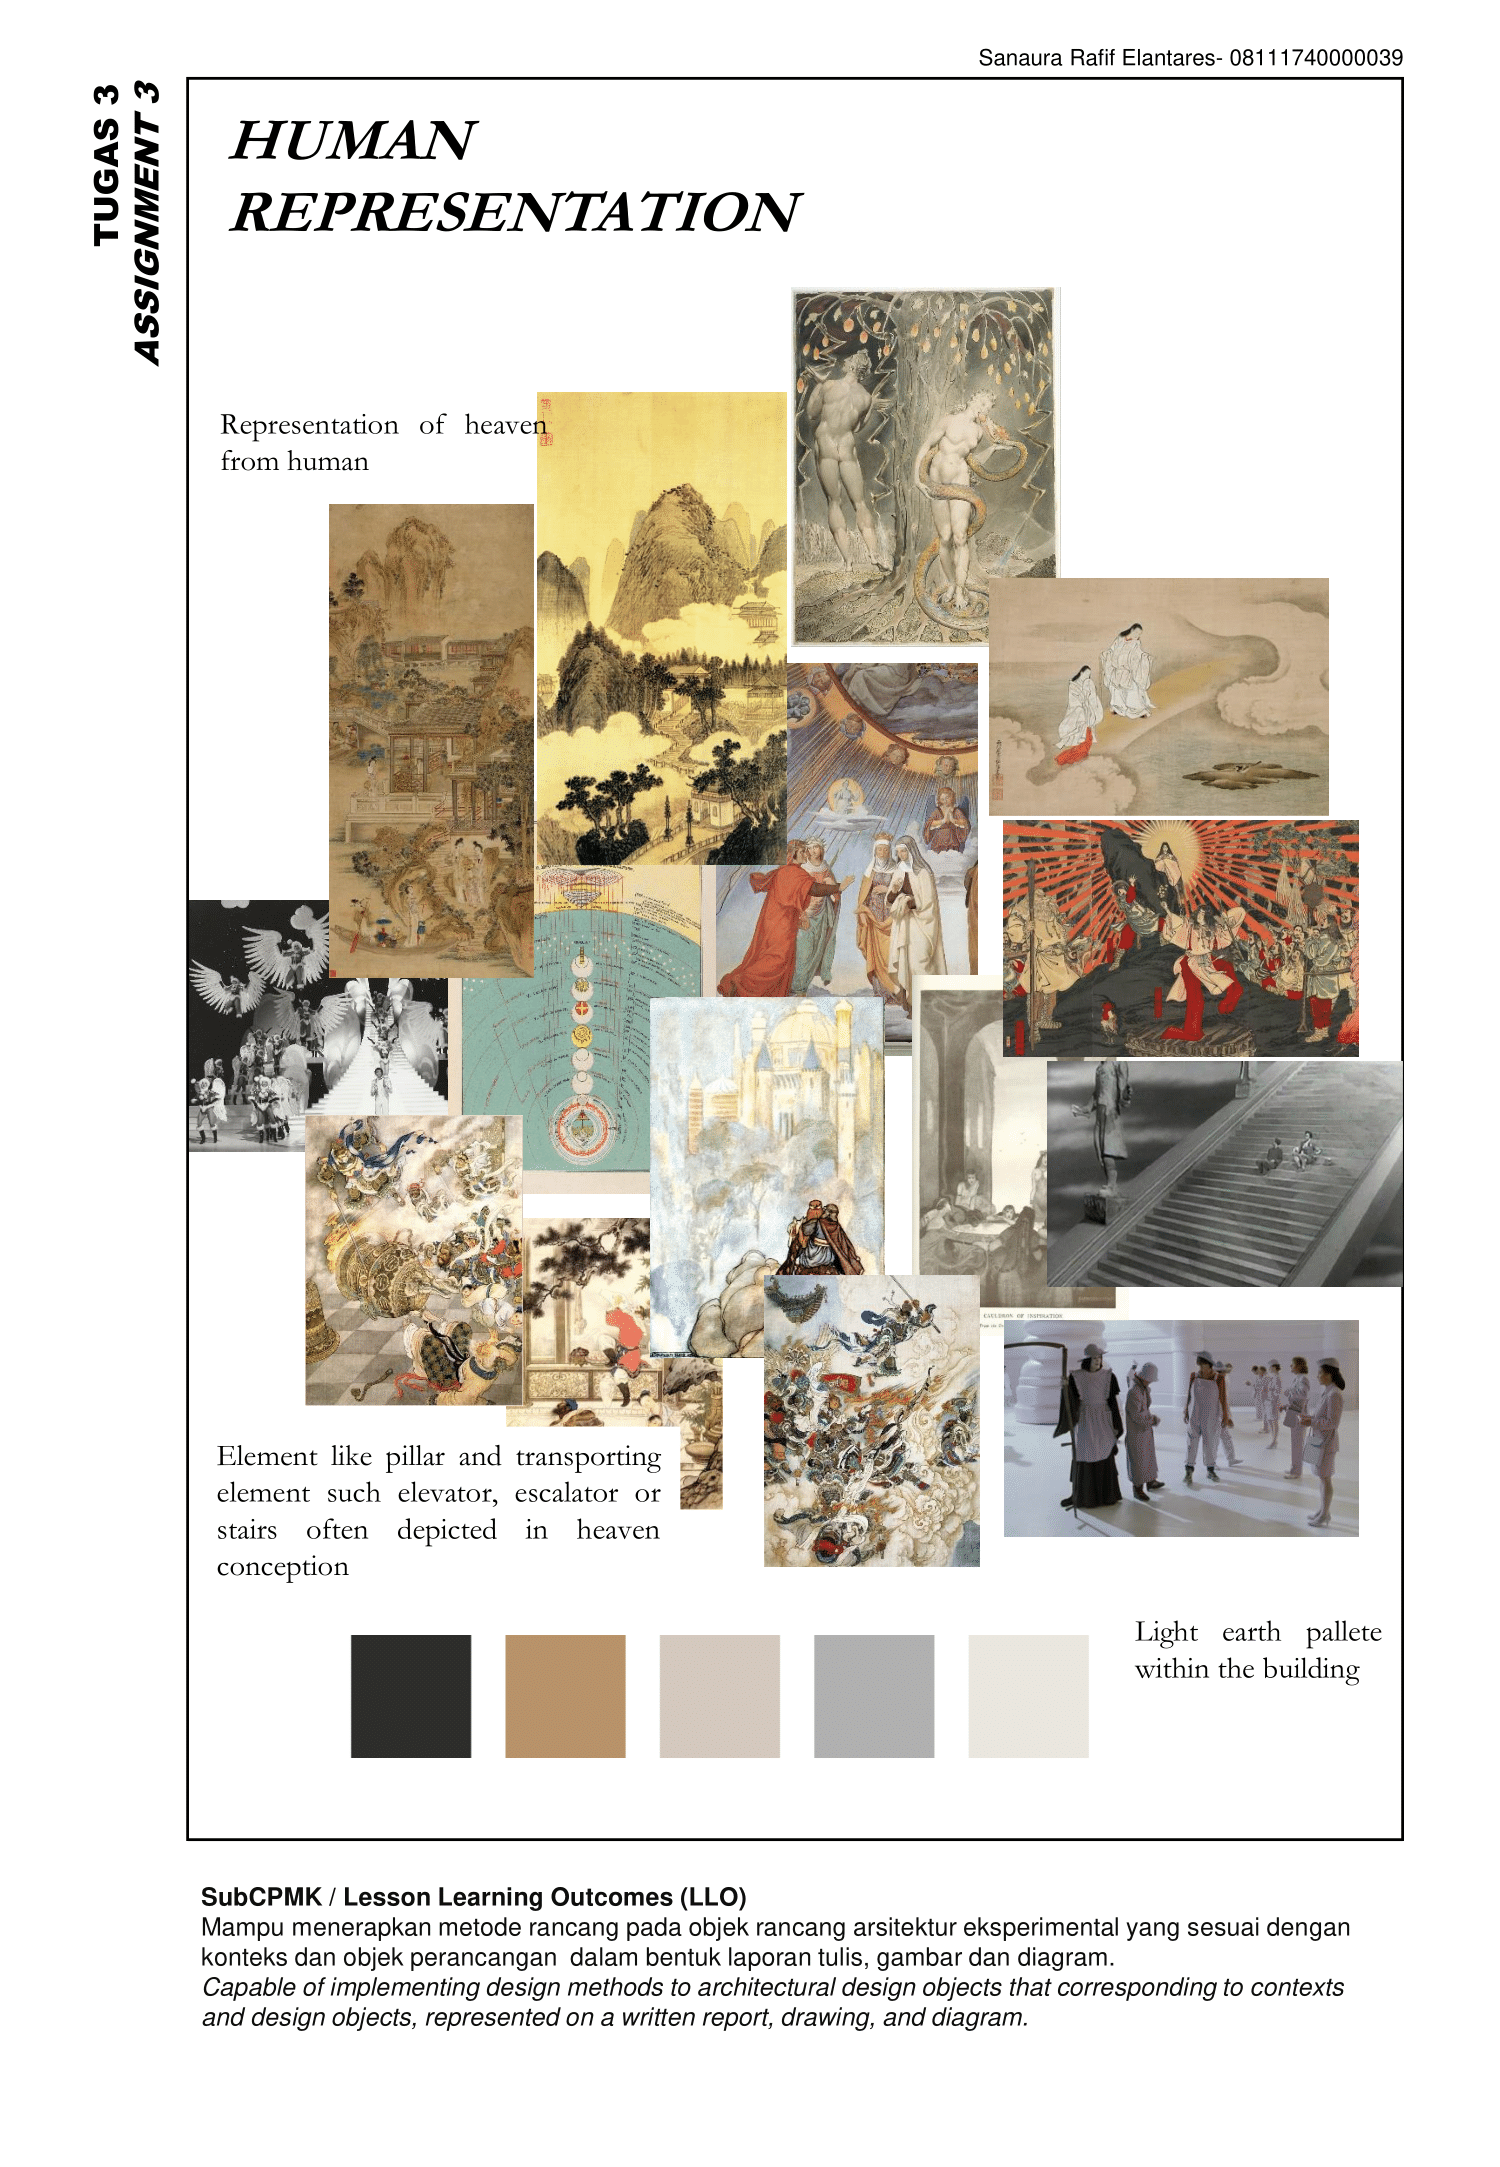 Sanaura Rafif Elantares- 08111740000039
TUGAS 3
ASSIGNMENT 3
HUMAN
REPRESENTATION
Representation of heaven
from human
CAULDRON OF INSPIRATION
Element like pillar and transporting
element such elevator, escalator or
stairs often depicted in heaven
conception
Light earth pallete
within the building
SubCPMK / Lesson Learning Outcomes (LLO)
Mampu menerapkan metode rancang pada objek rancang arsitektur eksperimental yang sesuai dengan
konteks dan objek perancangan dalam bentuk laporan tulis, gambar dan diagram.
Capable of implementing design methods to architectural design objects that corresponding to contexts
and design objects, represented on a written report, drawing, and diagram.